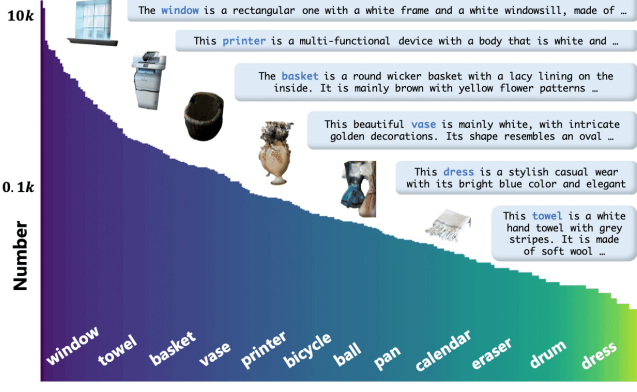 10k
The window is a rectangular one with a white frame and a white windowsill, made of …
This printer is a multi-functional device with a body that is white and …
The basket is a round wicker basket with a lacy lining on the
inside. It is mainly brown with yellow flower patterns …
This beautiful vase is mainly white, with intricate
golden decorations. Its shape resembles an oval …
0.1k
This dress is a stylish casual wear
with its bright blue color and elegant
This towel is a white
hand towel with grey
stripes. It is made
of soft wool …
Number
window
towel
basket
vase
printer
bicycle
ball
pan
calendar
eraser
drum
dress